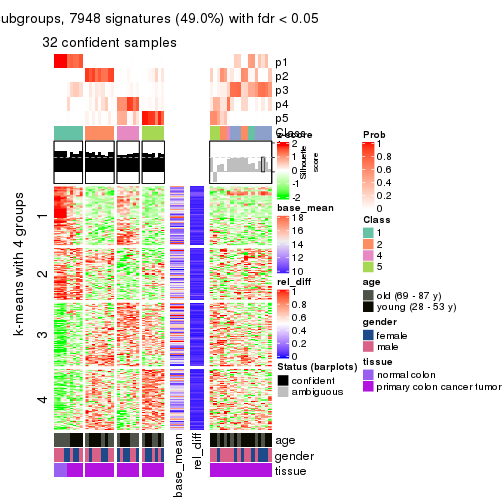 ubgroups, 7948 signatures (49.0%) with fdr < 0.05
32 confident samples
p1
p2
p3
p4
p5
Class
z-score
2
1
0
-1
-2
Silhouette
score
k-means with 4 groups
1
2
3
4
base_mean
18
16
14
12
10
rel_diff
1
0.8
0.6
0.4
0.2
0
Status (barplots)
confident
ambiguous
Prob
1
0.8
0.6
0.4
0.2
0
Class
1
2
4
5
age
old (69 - 87 y)
young (28 - 53 y)
gender
female
male
tissue
normal colon
primary colon cancer tumor
age
gender
tissue
base_mean
rel_diff